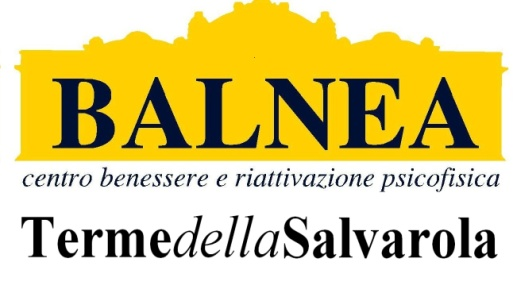 BALNEA
centro benessere e riattivazione psicofisica
TermedellaSalvarola